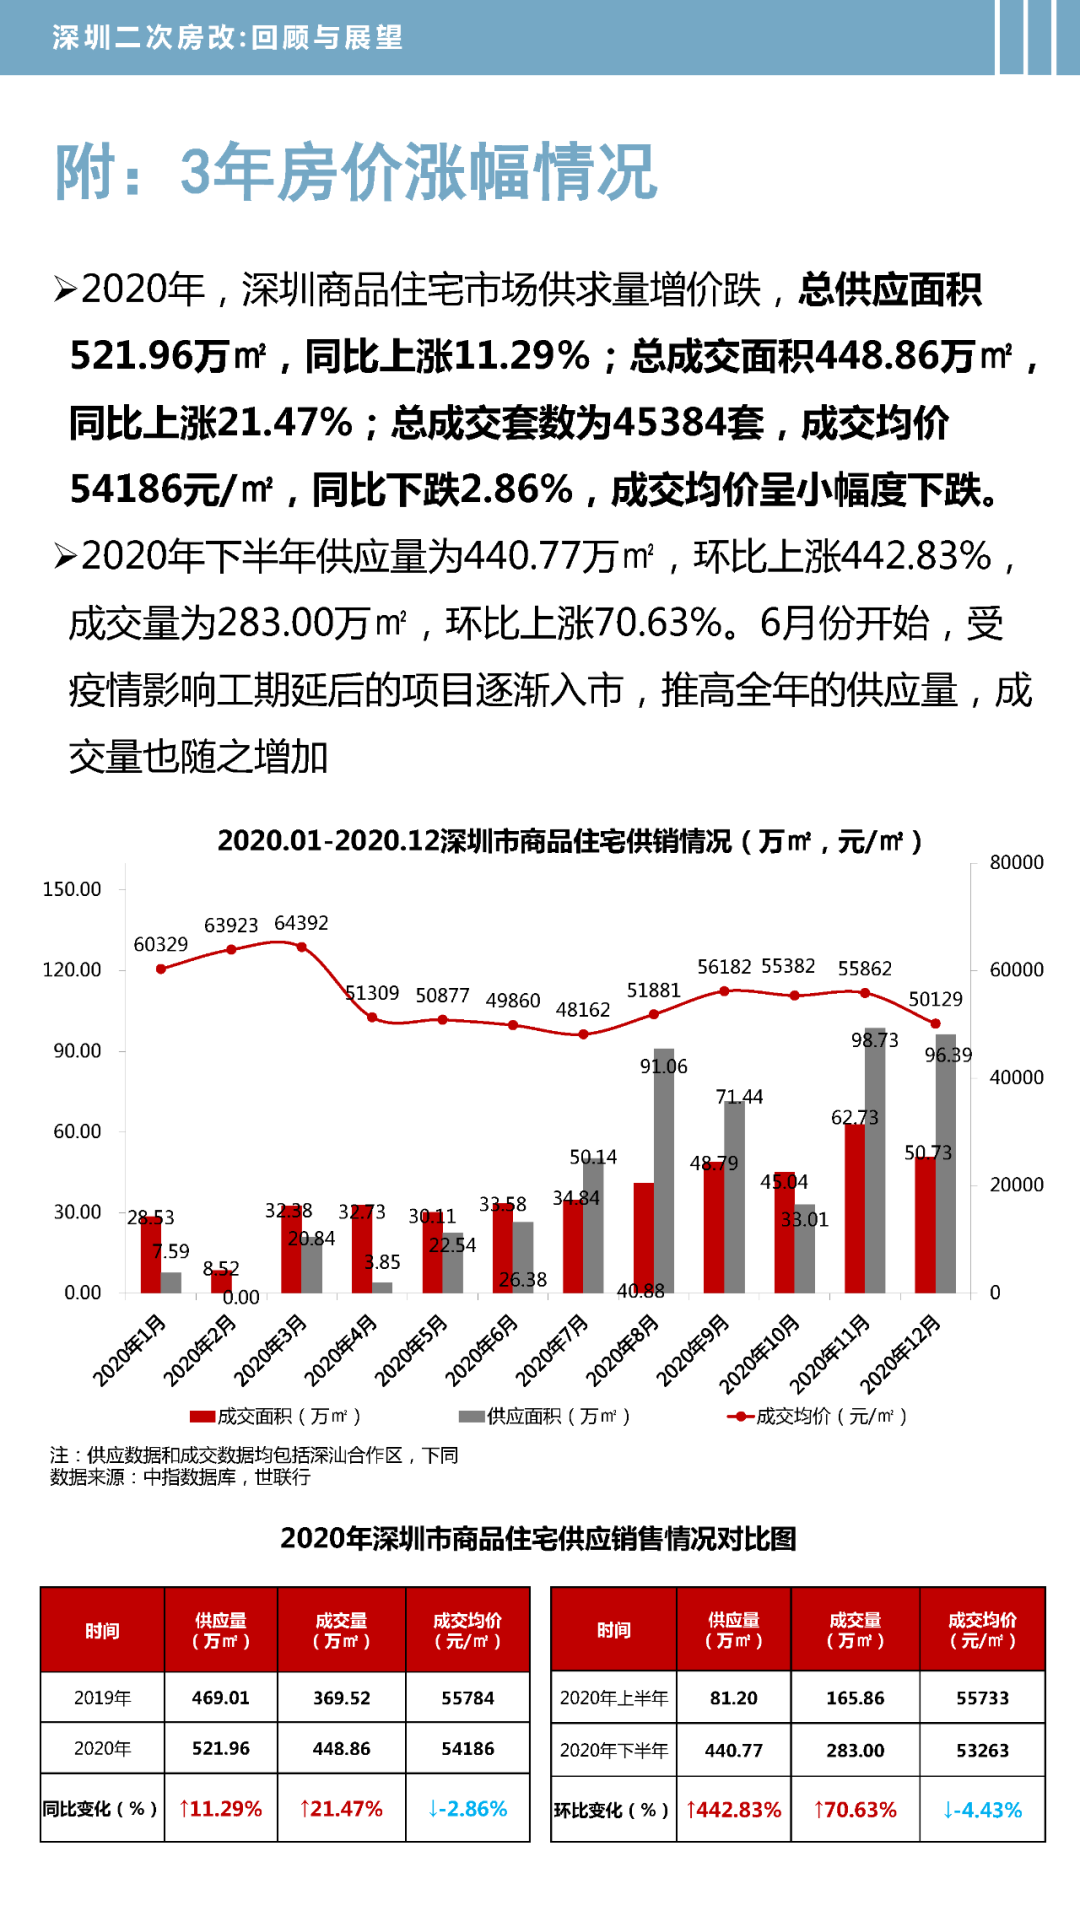 深圳二次房改:回顾与展望
附：3年房价涨幅情况
➢2020年，深圳商品住宅市场供求量增价跌，总供应面积
521.96万㎡，同比上涨11.29%；总成交面积448.86万㎡，
同比上涨21.47%；总成交套数为45384套，成交均价
54186元/㎡，同比下跌2.86%，成交均价呈小幅度下跌。
➢2020年下半年供应量为440.77万㎡，环比上涨442.83%，
成交量为283.00万㎡，环比上涨70.63%。6月份开始，受
疫情影响工期延后的项目逐渐入市，推高全年的供应量，成
交量也随之增加
2020.01-2020.12深圳市商品住宅供销情况（万㎡，元/㎡）
150.00
120.00
90.00
60.00
30.00
0.00
80000
60000
40000
20000
0
60329 63923 64392 51309 50877 49860 48162 51881 56182 55382 55862 50129
28.53 8.52 32.38 32.73 30.11 33.58 34.84 40.88 48.79 45.04 62.73 50.73
7.59 0.00 20.84 3.85 22.54 26.38 50.14 91.06 71.44 33.01 98.73 96.39
2020年1月 2020年2月 2020年3月 2020年4月 2020年5月 2020年6月 2020年7月 2020年8月 2020年9月 2020年10月 2020年11月 2020年12月
成交面积（万㎡） 供应面积（万㎡） 成交均价（元/㎡）
注：供应数据和成交数据均包括深汕合作区，下同
数据来源：中指数据库，世联行
2020年深圳市商品住宅供应销售情况对比图
时间 供应量（万㎡） 成交量（万㎡） 成交均价（元/㎡）
2019年 469.01 369.52 55784
2020年 521.96 448.86 54186
同比变化（%） ↑11.29% ↑21.47% ↓-2.86%
时间 供应量（万㎡） 成交量（万㎡） 成交均价（元/㎡）
2020年上半年 81.20 165.86 55733
2020年下半年 440.77 283.00 53263
环比变化（%） ↑442.83% ↑70.63% ↓-4.43%